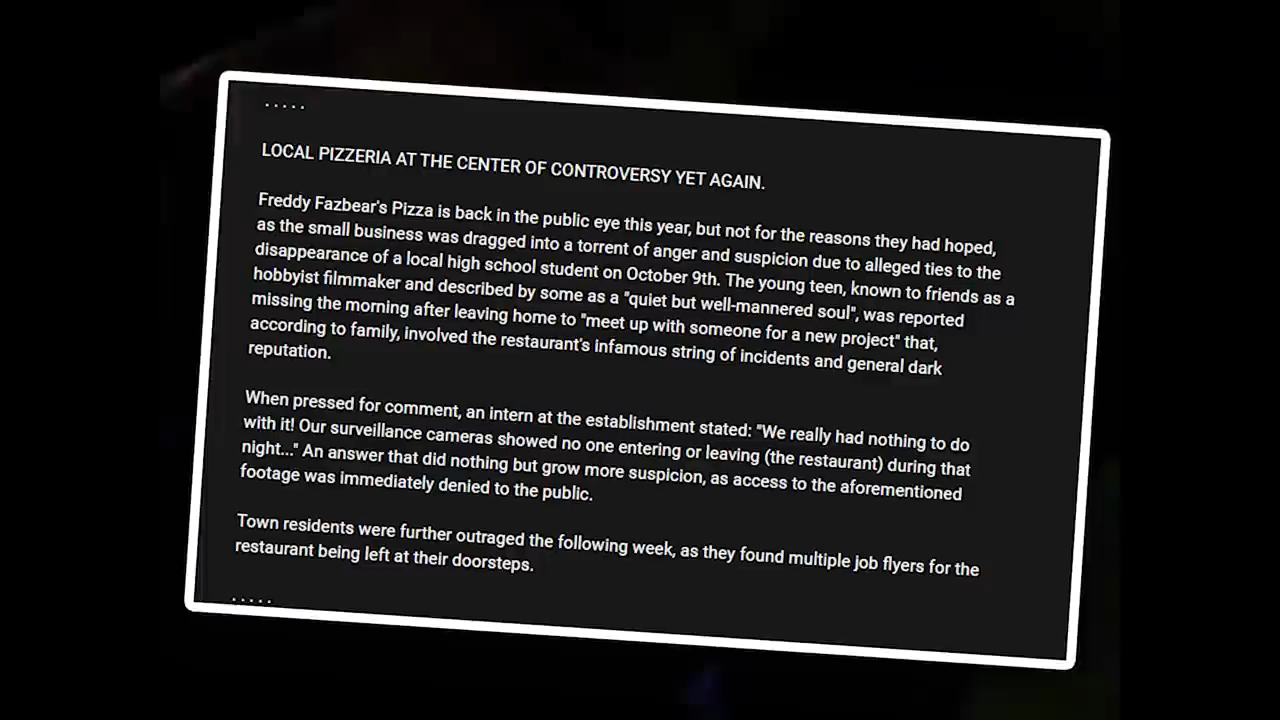 .....
LOCAL PIZZERIA AT THE CENTER OF CONTROVERSY YET AGAIN.
Freddy Fazbear's Pizza is back in the public eye this year, but not for the reasons they had hoped,
as the small business was dragged into a torrent of anger and suspicion due to alleged ties to the
disappearance of a local high school student on October 9th. The young teen, known to friends as a
hobbyist filmmaker and described by some as a "quiet but well-mannered soul", was reported
missing the morning after leaving home to "meet up with someone for a new project" that,
according to family, involved the restaurant's infamous string of incidents and general dark
reputation.
When pressed for comment, an intern at the establishment stated: "We really had nothing to do
with it! Our surveillance cameras showed no one entering or leaving (the restaurant) during that
night..." An answer that did nothing but grow more suspicion, as access to the aforementioned
footage was immediately denied to the public.
Town residents were further outraged the following week, as they found multiple job flyers for the
restaurant being left at their doorsteps.
.....